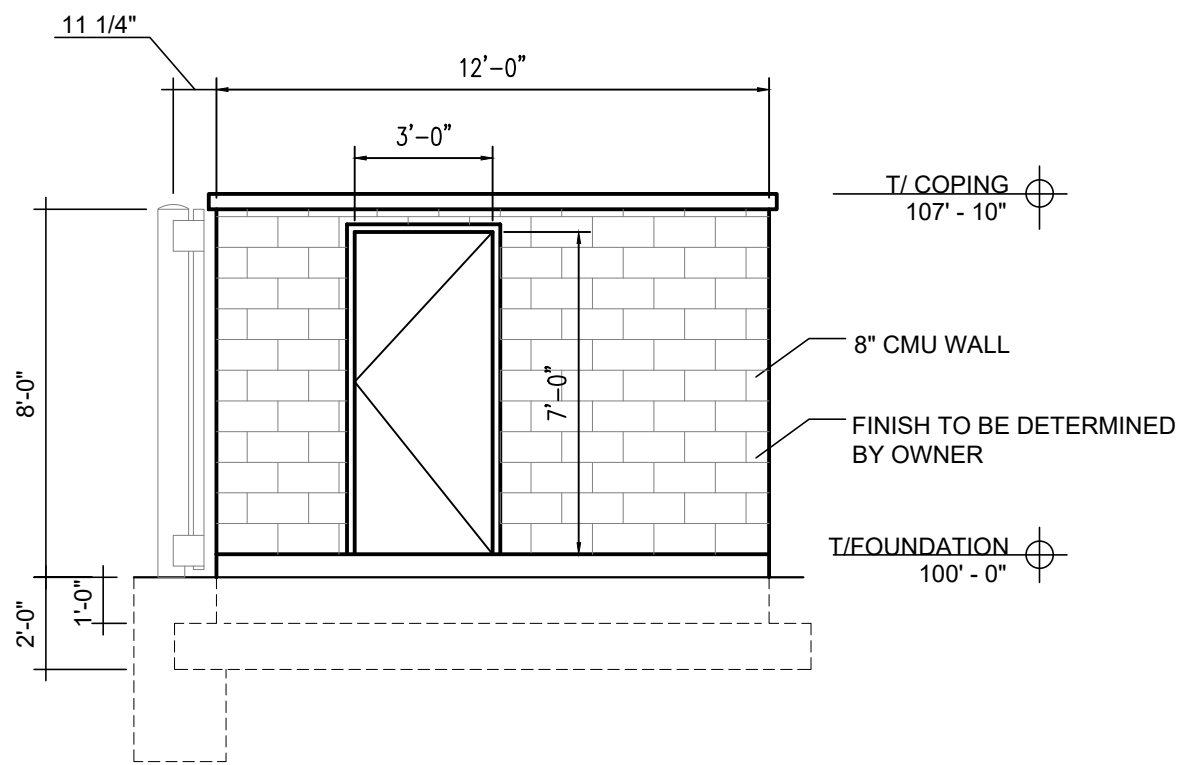 11 1/4"
12'-0"
3'-0"
T/ COPING
107' - 10"
8" CMU WALL
8'-0"
7'-0"
FINISH TO BE DETERMINED
BY OWNER
T/FOUNDATION
100' - 0"
1'-0"
2'-0"